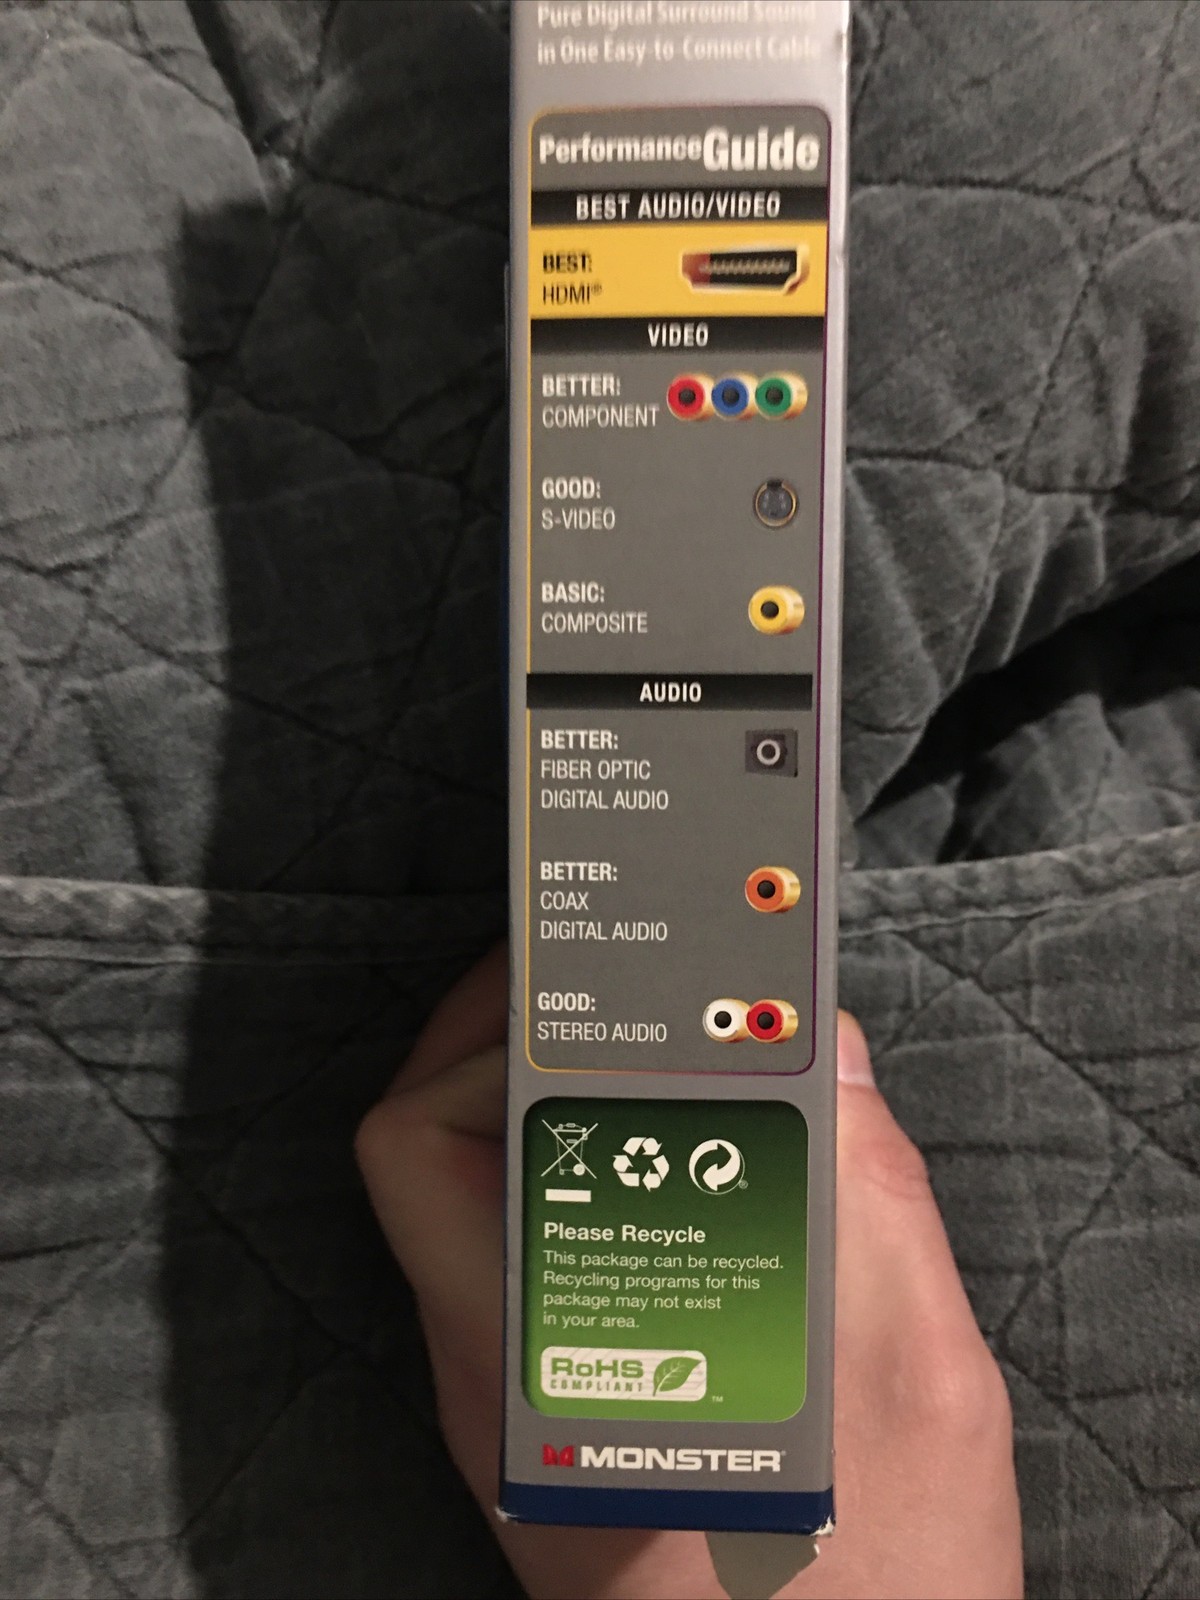 Pure Digital Surround Sound
in One Easy-to-Connect Cable
PerformanceGuide
BEST AUDIO/VIDEO
BEST:
HDMI®
VIDEO
BETTER:
COMPONENT
GOOD:
S-VIDEO
BASIC:
COMPOSITE
AUDIO
BETTER:
FIBER OPTIC
DIGITAL AUDIO
BETTER:
COAX
DIGITAL AUDIO
GOOD:
STEREO AUDIO
®
Please Recycle
This package can be recycled.
Recycling programs for this
package may not exist
in your area.
RoHS
COMPLIANT
™
MONSTER®